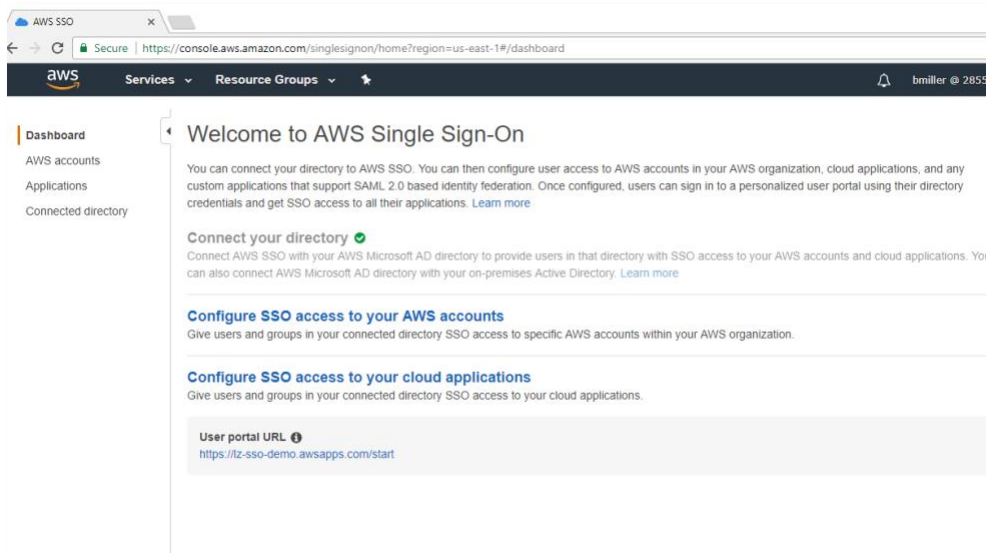 AWS SSO
Secure | https://console.aws.amazon.com/singlesignon/home?region=us-east-1#/dashboard
aws Services Resource Groups bmiller @ 2855
Dashboard
AWS accounts
Applications
Connected directory
Welcome to AWS Single Sign-On
You can connect your directory to AWS SSO. You can then configure user access to AWS accounts in your AWS organization, cloud applications, and any
custom applications that support SAML 2.0 based identity federation. Once configured, users can sign in to a personalized user portal using their directory
credentials and get SSO access to all their applications. Learn more
Connect your directory
Connect AWS SSO with your AWS Microsoft AD directory to provide users in that directory with SSO access to your AWS accounts and cloud applications. Yo
can also connect AWS Microsoft AD directory with your on-premises Active Directory. Learn more
Configure SSO access to your AWS accounts
Give users and groups in your connected directory SSO access to specific AWS accounts within your AWS organization.
Configure SSO access to your cloud applications
Give users and groups in your connected directory SSO access to your cloud applications.
User portal URL
https://lz-sso-demo.awsapps.com/start